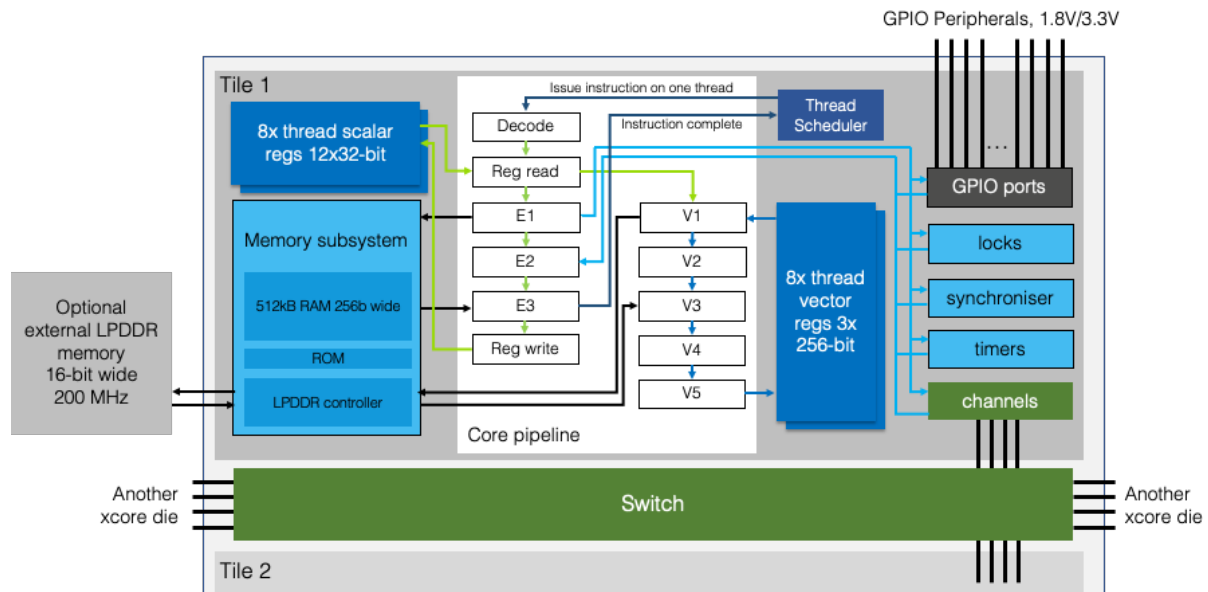 GPIO Peripherals, 1.8V/3.3V
Tile 1
Issue instruction on one thread
Thread
Scheduler
Decode
Instruction complete
8x thread scalar
regs 12x32-bit
Reg read
...
GPIO ports
E1
V1
Memory subsystem
locks
E2
V2
8x thread
vector
regs 3x
256-bit
Optional
external LPDDR
memory
16-bit wide
200 MHz
512kB RAM 256b wide
E3
V3
synchroniser
Reg write
V4
timers
ROM
LPDDR controller
V5
channels
Core pipeline
Another
xcore die
Switch
Another
xcore die
Tile 2